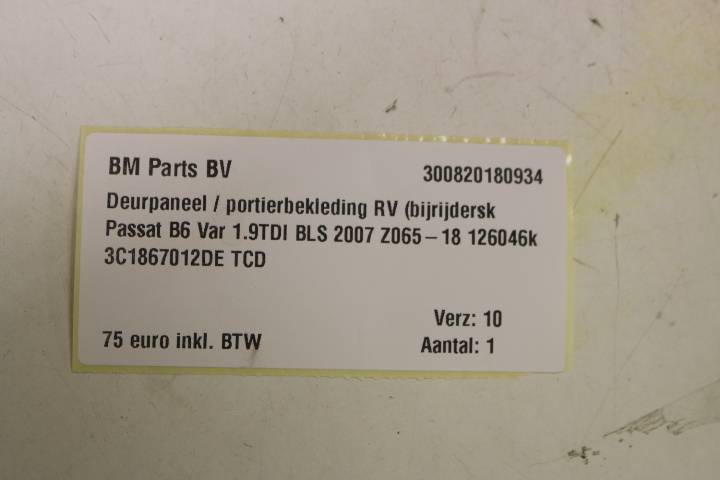 BM Parts BV 300820180934
Deurpaneel / portierbekleding RV (bijrijdersk
Passat B6 Var 1.9TDI BLS 2007 Z065-18 126046k
3C1867012DE TCD
Verz: 10
75 euro inkl. BTW Aantal: 1